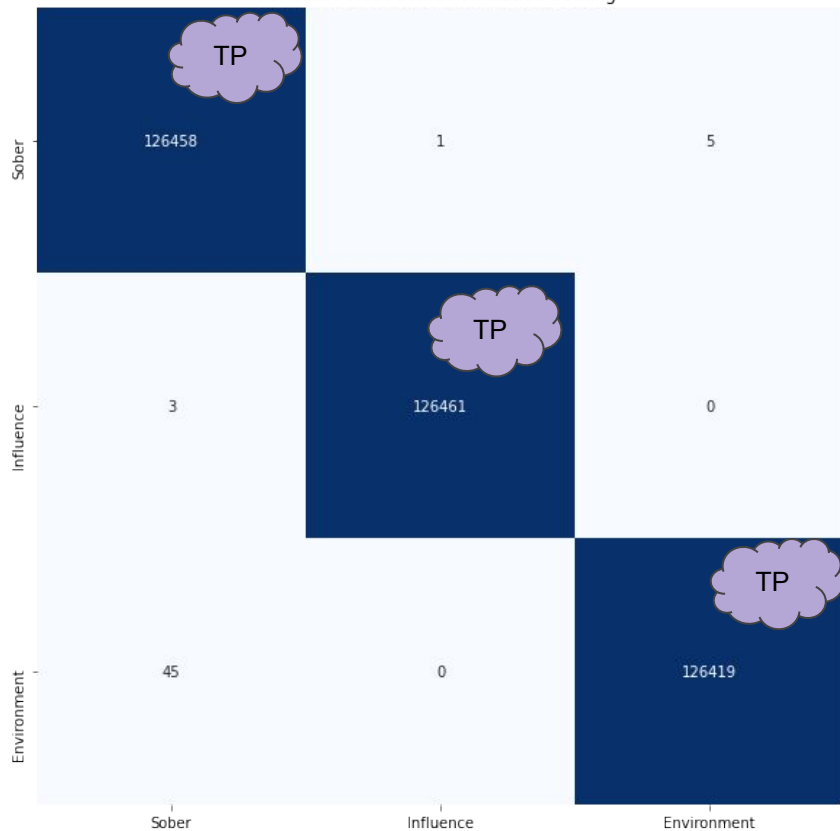 TP
Sober
126458 1 5
TP
Influence
3 126461 0
TP
Environment
45 0 126419
Sober Influence Environment